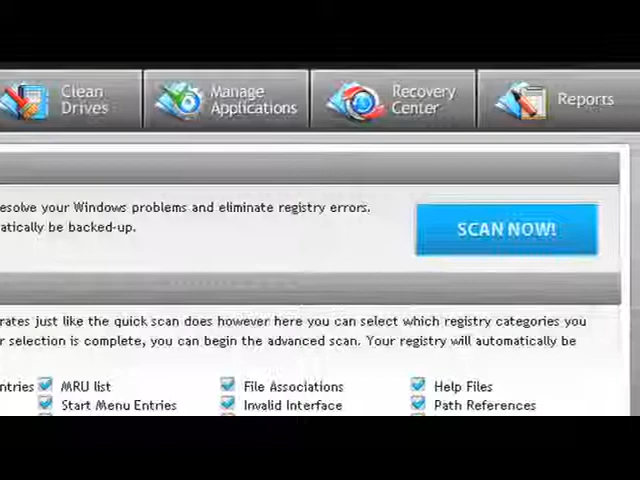 Clean
Drives
Manage
Applications
Recovery
Center
Reports
esolve your Windows problems and eliminate registry errors.
atically be backed-up.
SCAN NOW!
rates just like the quick scan does however here you can select which registry categories you
r selection is complete, you can begin the advanced scan. Your registry will automatically be
ntries MRU list File Associations Help Files
Start Menu Entries Invalid Interface Path References